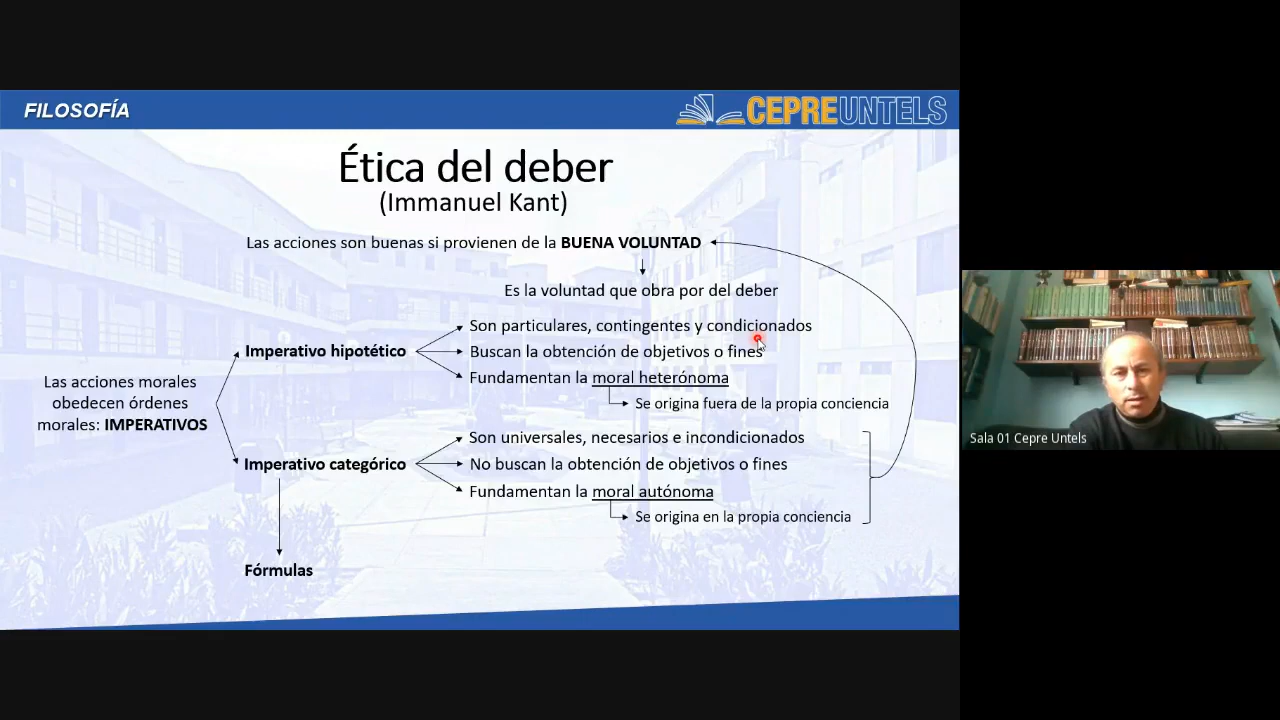 FILOSOFÍA
CEPREUNTELS
Ética del deber
(Immanuel Kant)
Las acciones son buenas si provienen de la BUENA VOLUNTAD
Es la voluntad que obra por del deber
Son particulares, contingentes y condicionados
Imperativo hipotético
Buscan la obtención de objetivos o fines
Fundamentan la moral heterónoma
Se origina fuera de la propia conciencia
Las acciones morales
obedecen órdenes
morales: IMPERATIVOS
Son universales, necesarios e incondicionados
Imperativo categórico
No buscan la obtención de objetivos o fines
Fundamentan la moral autónoma
Se origina en la propia conciencia
Fórmulas
Sala 01 Cepre Untels